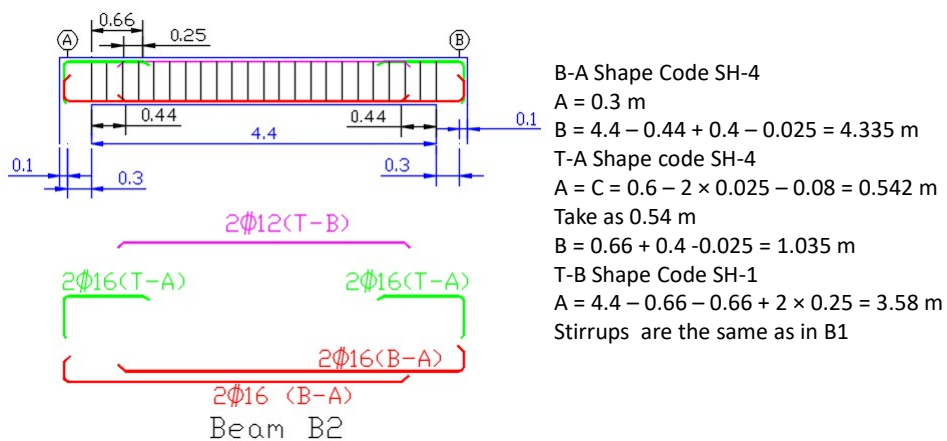 0.66
0.25
A
B
0.44
0.44
4.4
0.1
0.1
0.3
0.3
2ϕ12(T-B)
2ϕ16(T-A)
2ϕ16(T-A)
2ϕ16(B-A)
2ϕ16 (B-A)
Beam B2
B-A Shape Code SH-4
A = 0.3 m
B = 4.4 – 0.44 + 0.4 – 0.025 = 4.335 m
T-A Shape code SH-4
A = C = 0.6 – 2 × 0.025 – 0.08 = 0.542 m
Take as 0.54 m
B = 0.66 + 0.4 -0.025 = 1.035 m
T-B Shape Code SH-1
A = 4.4 – 0.66 – 0.66 + 2 × 0.25 = 3.58 m
Stirrups  are the same as in B1